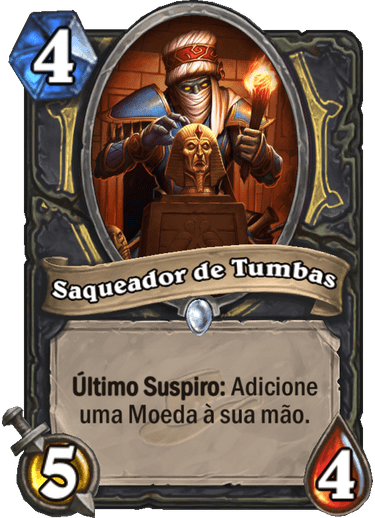 4
Saqueador de Tumbas
Último Suspiro: Adicione
uma Moeda à sua mão.
5
4